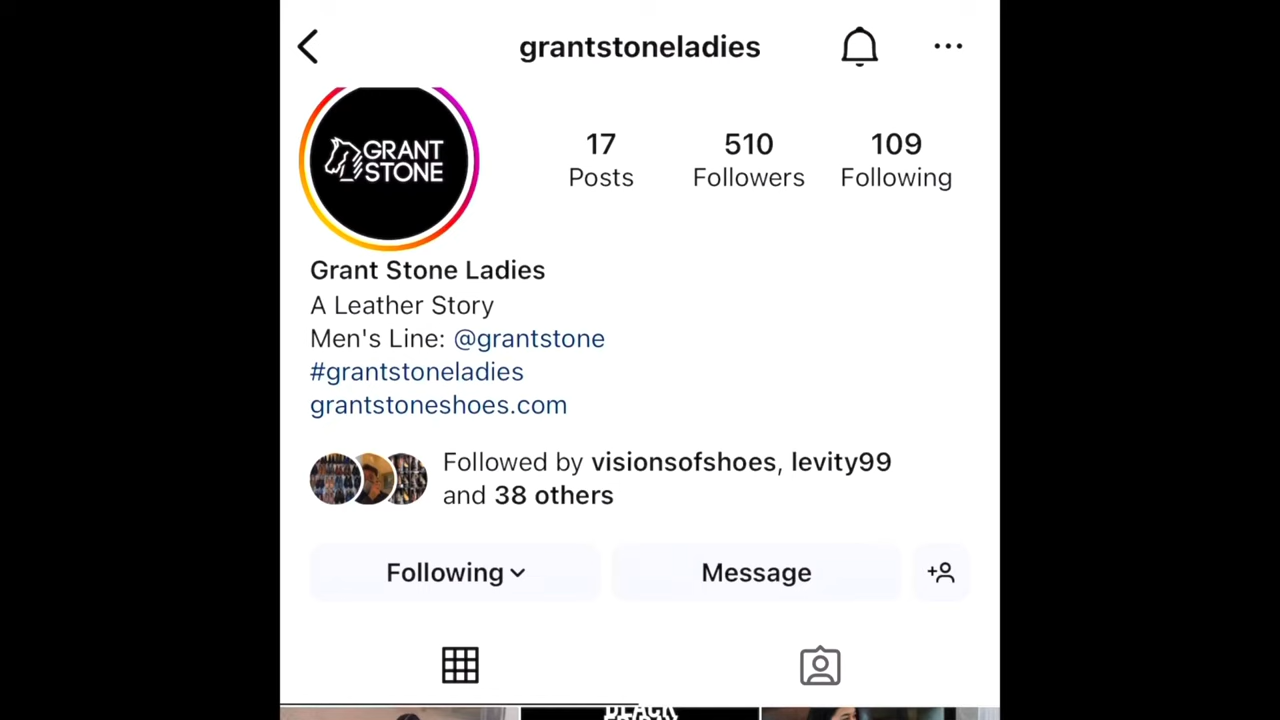 grantstoneladies
GRANT
STONE
17
Posts
510
Followers
109
Following
Grant Stone Ladies
A Leather Story
Men's Line: @grantstone
#grantstoneladies
grantstoneshoes.com
Followed by visionsofshoes, levity99
and 38 others
Following
Message
BLACK